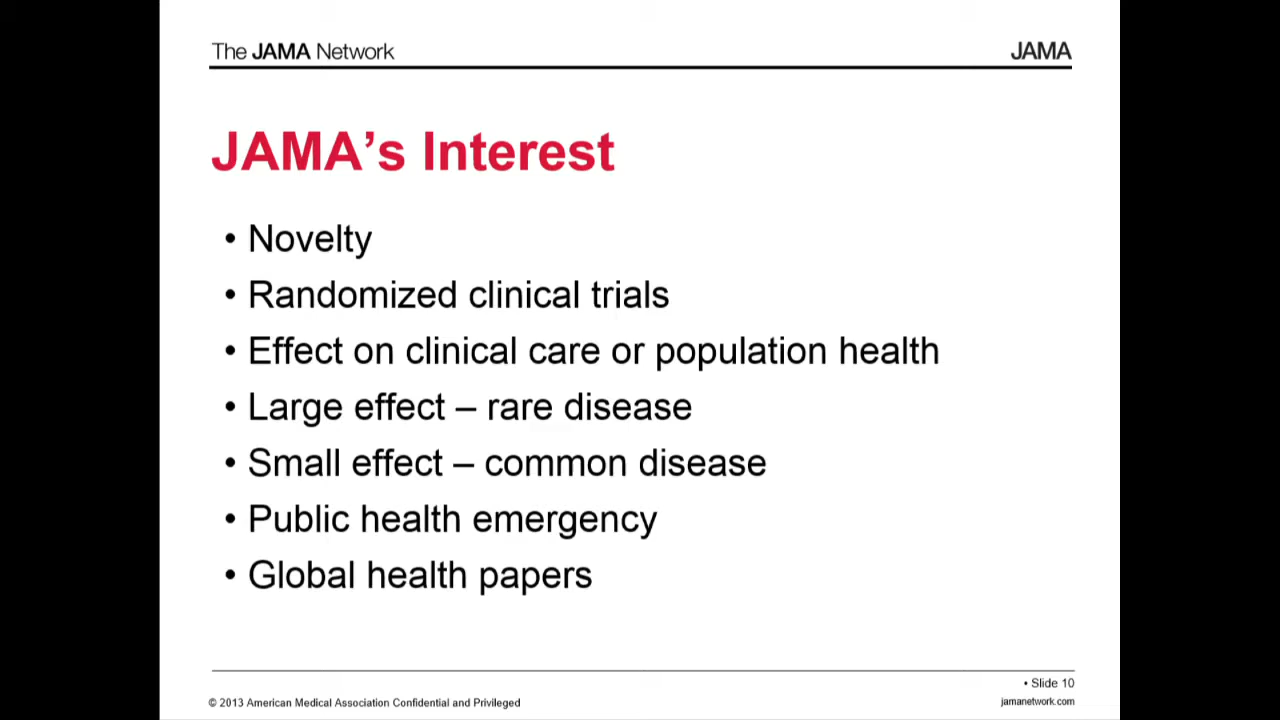 The JAMA Network JAMA
JAMA's Interest
• Novelty
• Randomized clinical trials
• Effect on clinical care or population health
• Large effect – rare disease
• Small effect – common disease
• Public health emergency
• Global health papers
• Slide 10
© 2013 American Medical Association Confidential and Privileged jamanetwork.com